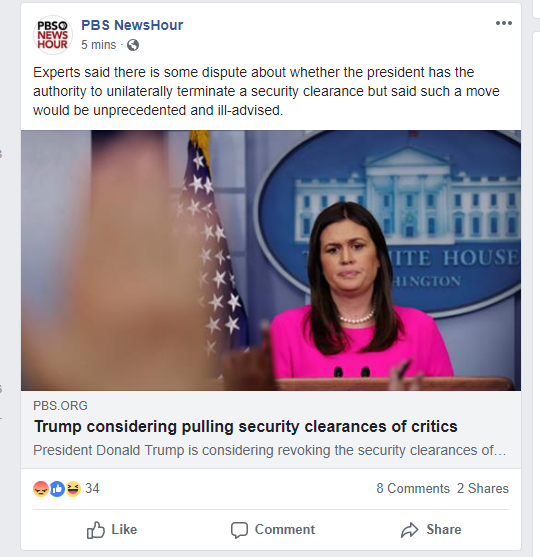 PBS
NEWS
HOUR
PBS NewsHour
5 mins ·
Experts said there is some dispute about whether the president has the
authority to unilaterally terminate a security clearance but said such a move
would be unprecedented and ill-advised.
ITE HOUSE
HINGTON
PBS.ORG
Trump considering pulling security clearances of critics
President Donald Trump is considering revoking the security clearances of...
34
8 Comments 2 Shares
Like Comment Share